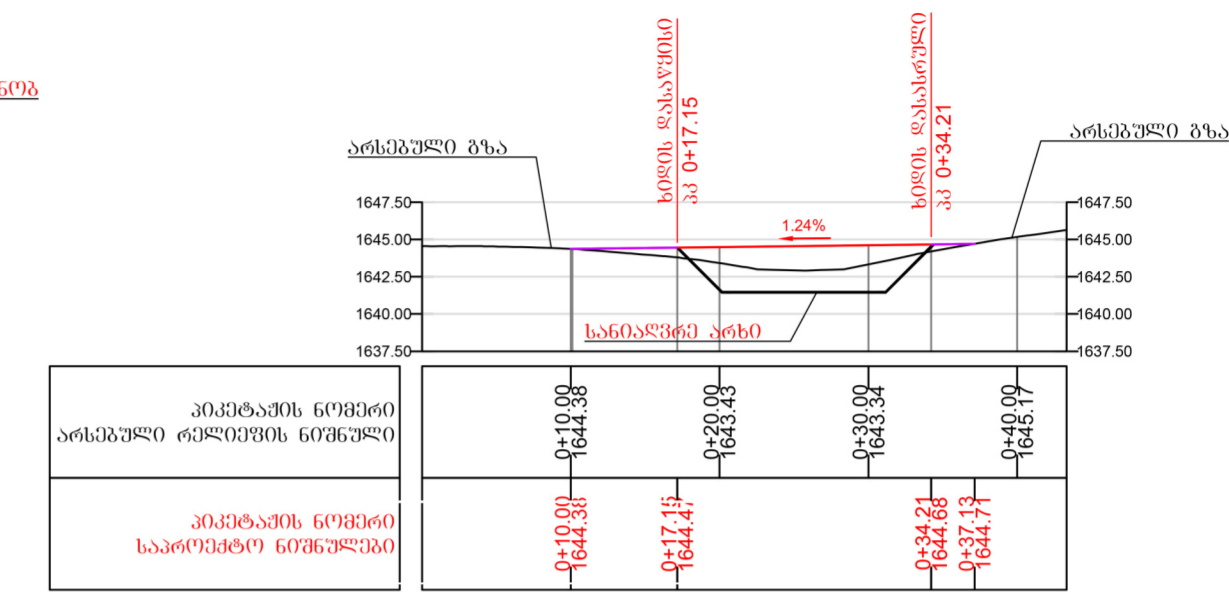 ხიდის დასაწყისი
პკ 0+17.15
ხიდის დასასრული
პკ 0+34.21
არსებული გზა
არსებული გზა
1.24%
1647.50
1647.50
1645.00
1645.00
1642.50
1642.50
1640.00
1640.00
1637.50
1637.50
სანიაღვრე არხი
პიკეტაჟის ნომერი
არსებული რელიეფის ნიშნული
0+10.00
1644.38
0+20.00
1643.43
0+30.00
1643.34
0+40.00
1645.17
პიკეტაჟის ნომერი
საპროექტო ნიშნულები
0+10.00
1644.38
0+17.15
1644.47
0+34.21
1644.68
0+37.13
1644.71